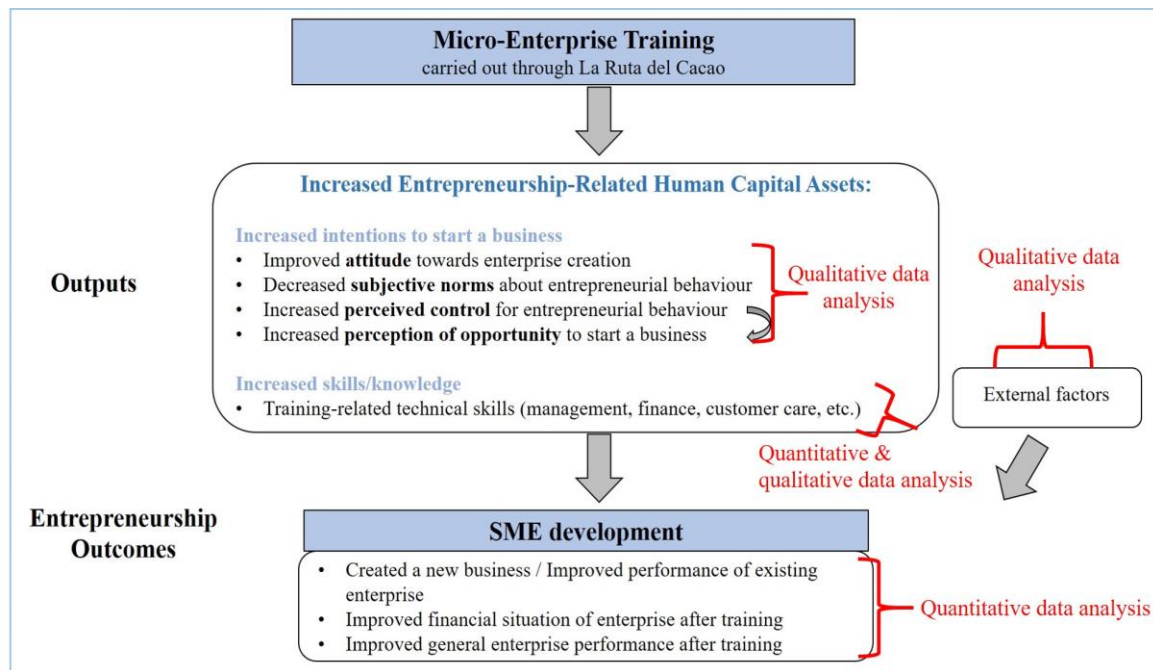 Micro-Enterprise Training
carried out through La Ruta del Cacao
Increased Entrepreneurship-Related Human Capital Assets:
Increased intentions to start a business
• Improved attitude towards enterprise creation
• Decreased subjective norms about entrepreneurial behaviour
• Increased perceived control for entrepreneurial behaviour
• Increased perception of opportunity to start a business
Qualitative data
analysis
Outputs
Increased skills/knowledge
• Training-related technical skills (management, finance, customer care, etc.)
Qualitative data
analysis
External factors
Quantitative &
qualitative data analysis
Entrepreneurship
Outcomes
SME development
• Created a new business / Improved performance of existing
enterprise
• Improved financial situation of enterprise after training
• Improved general enterprise performance after training
Quantitative data analysis